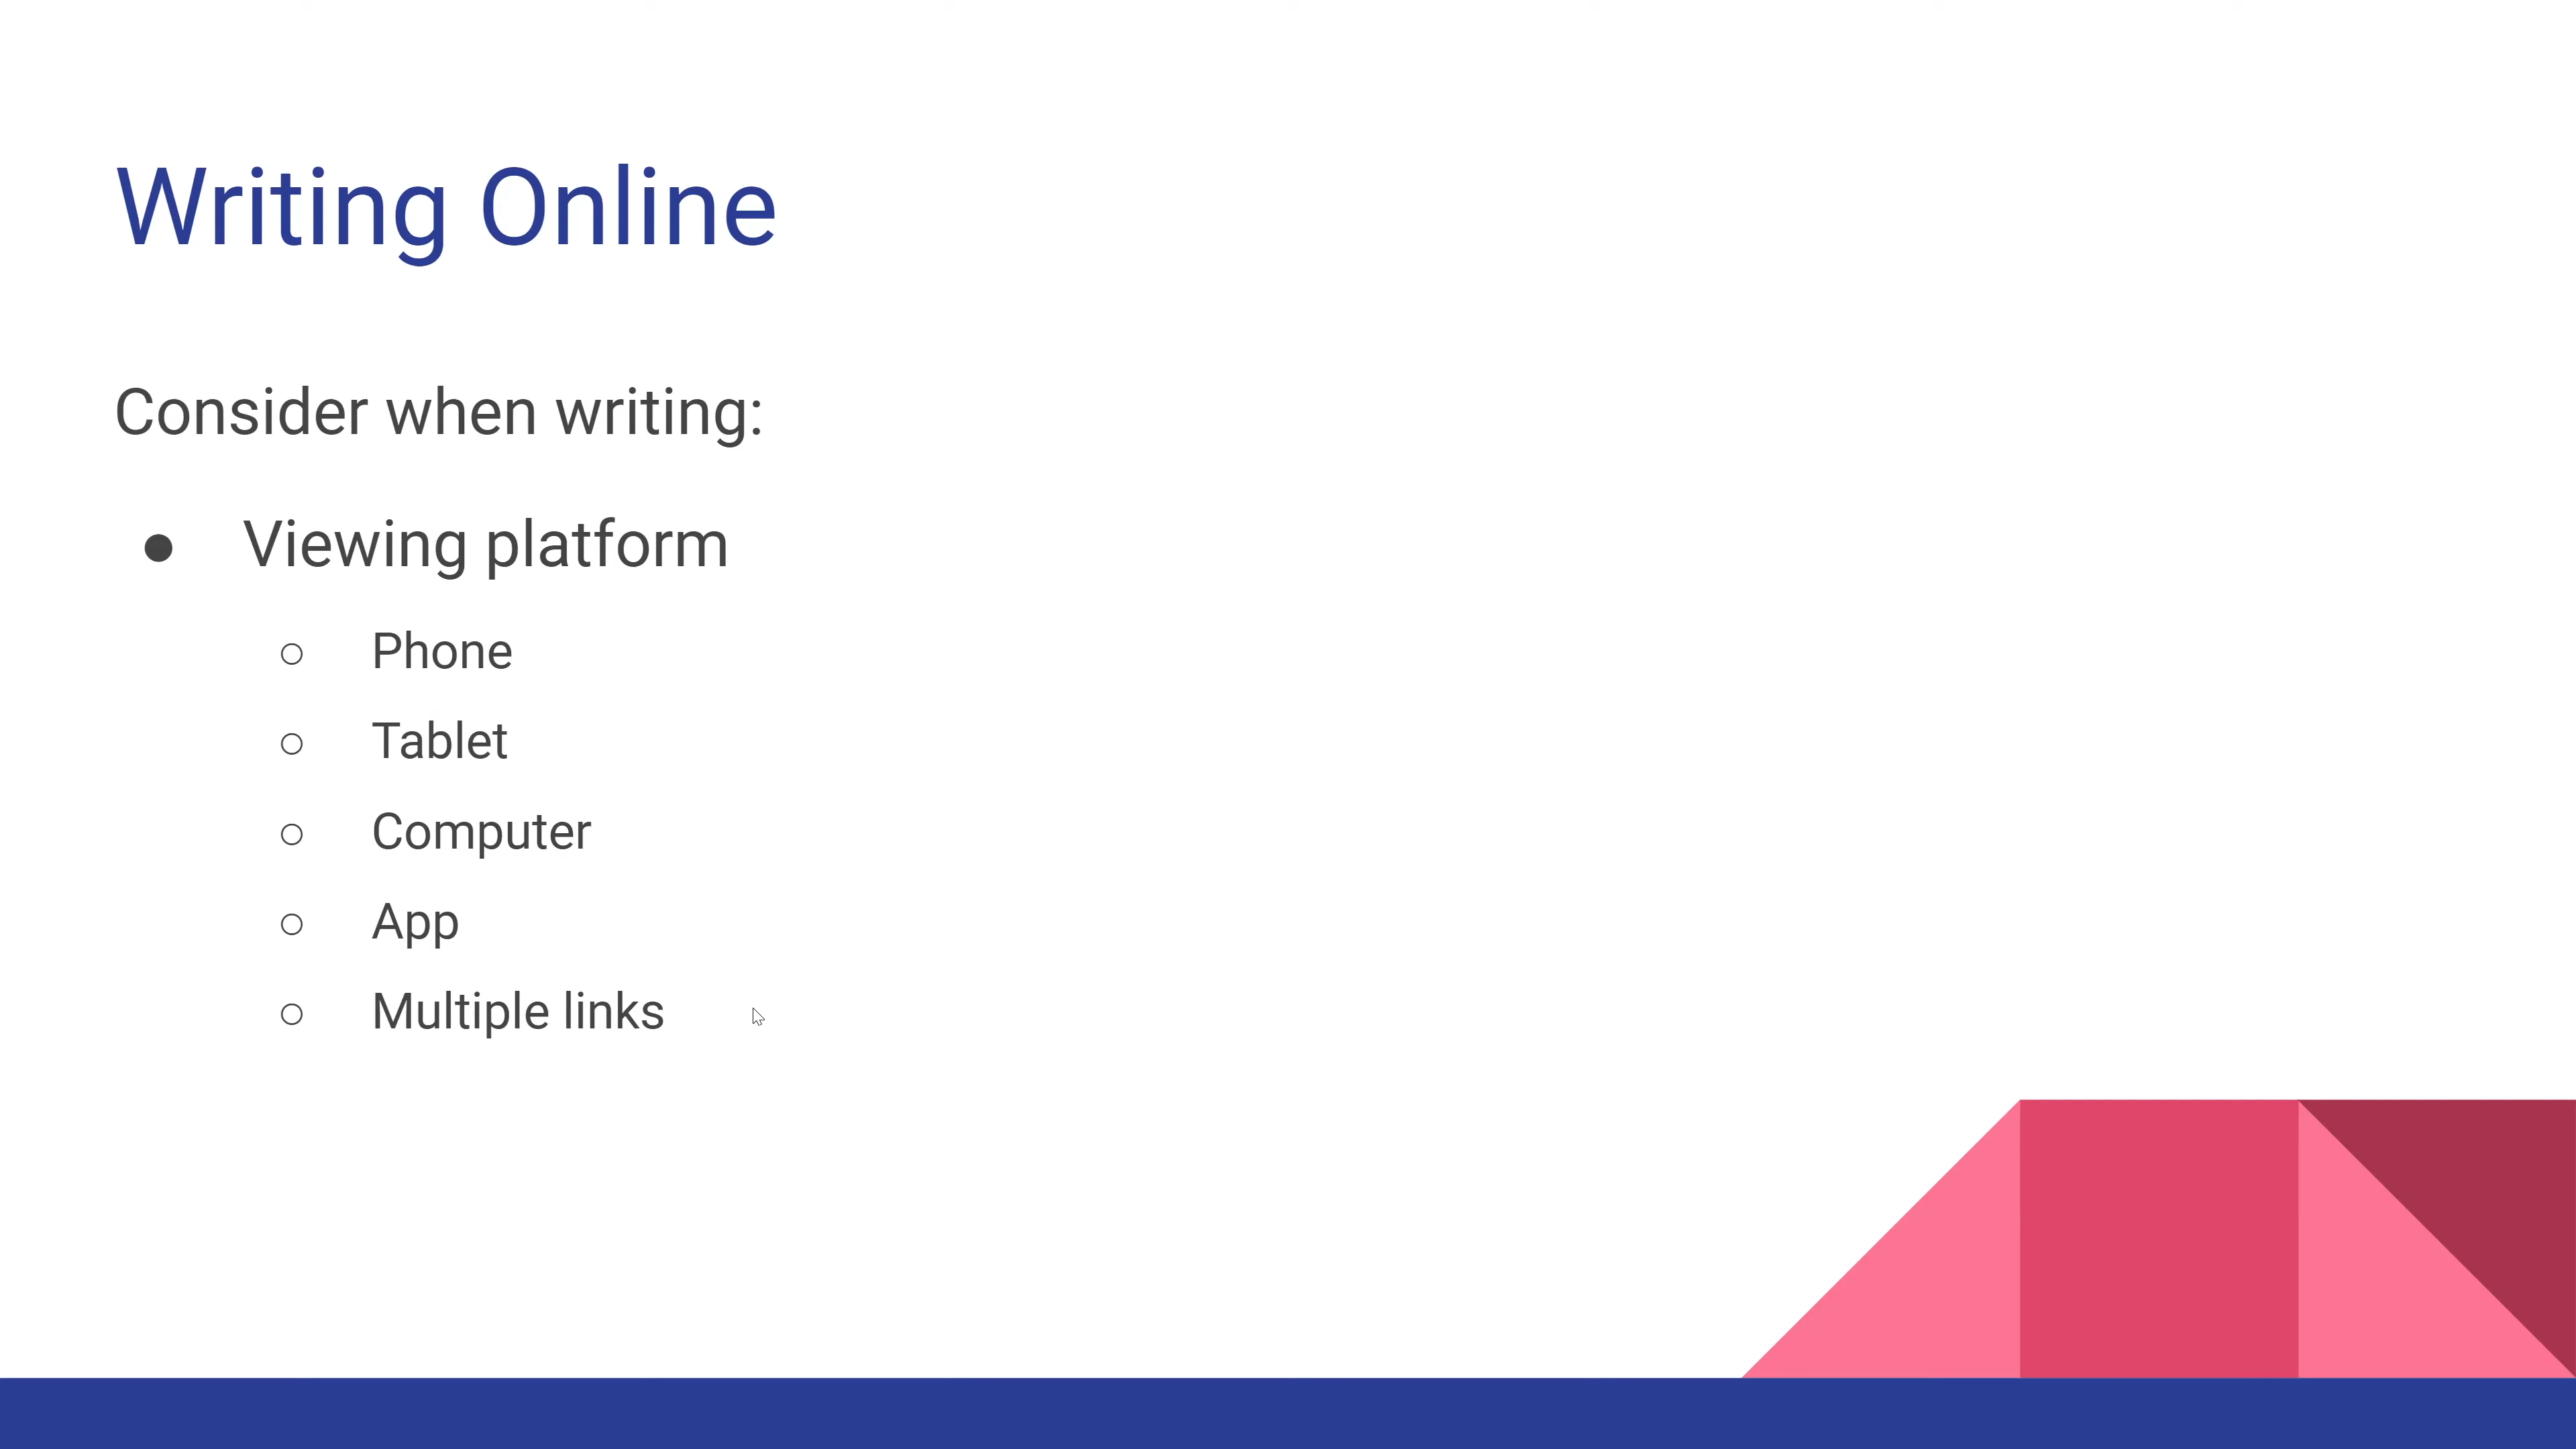 Writing Online
Consider when writing:
● Viewing platform
○ Phone
○ Tablet
○ Computer
○ App
○ Multiple links